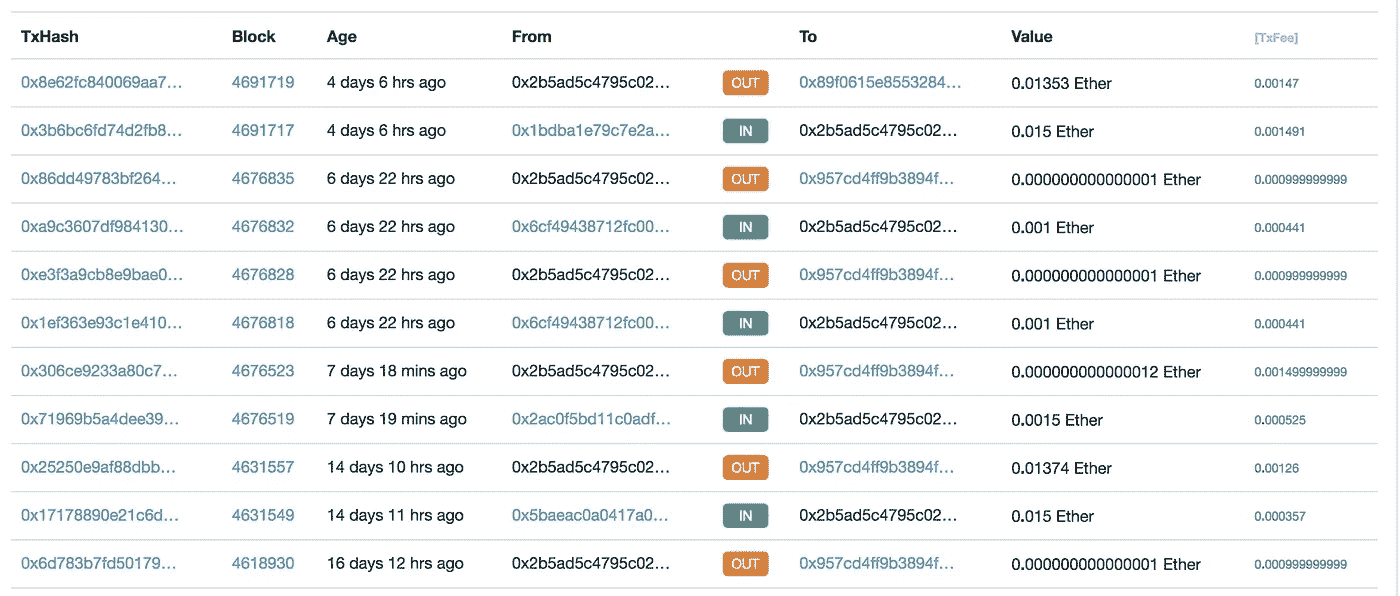 TxHash Block Age From To Value [TxFee]
0x8e62fc840069aa7... 4691719 4 days 6 hrs ago 0x2b5ad5c4795c02... OUT 0x89f0615e8553284... 0.01353 Ether 0.00147
0x3b6bc6fd74d2fb8... 4691717 4 days 6 hrs ago 0x1bdba1e79c7e2a... IN 0x2b5ad5c4795c02... 0.015 Ether 0.001491
0x86dd49783bf264... 4676835 6 days 22 hrs ago 0x2b5ad5c4795c02... OUT 0x957cd4ff9b3894f... 0.000000000000001 Ether 0.000999999999
0xa9c3607df984130... 4676832 6 days 22 hrs ago 0x6cf49438712fc00... IN 0x2b5ad5c4795c02... 0.001 Ether 0.000441
0xe3f3a9cb8e9bae0... 4676828 6 days 22 hrs ago 0x2b5ad5c4795c02... OUT 0x957cd4ff9b3894f... 0.000000000000001 Ether 0.000999999999
0x1ef363e93c1e410... 4676818 6 days 22 hrs ago 0x6cf49438712fc00... IN 0x2b5ad5c4795c02... 0.001 Ether 0.000441
0x306ce9233a80c7... 4676523 7 days 18 mins ago 0x2b5ad5c4795c02... OUT 0x957cd4ff9b3894f... 0.000000000000012 Ether 0.001499999999
0x71969b5a4dee39... 4676519 7 days 19 mins ago 0x2ac0f5bd11c0adf... IN 0x2b5ad5c4795c02... 0.0015 Ether 0.000525
0x25250e9af88dbb... 4631557 14 days 10 hrs ago 0x2b5ad5c4795c02... OUT 0x957cd4ff9b3894f... 0.01374 Ether 0.00126
0x17178890e21c6d... 4631549 14 days 11 hrs ago 0x5baeac0a0417a0... IN 0x2b5ad5c4795c02... 0.015 Ether 0.000357
0x6d783b7fd50179... 4618930 16 days 12 hrs ago 0x2b5ad5c4795c02... OUT 0x957cd4ff9b3894f... 0.000000000000001 Ether 0.000999999999